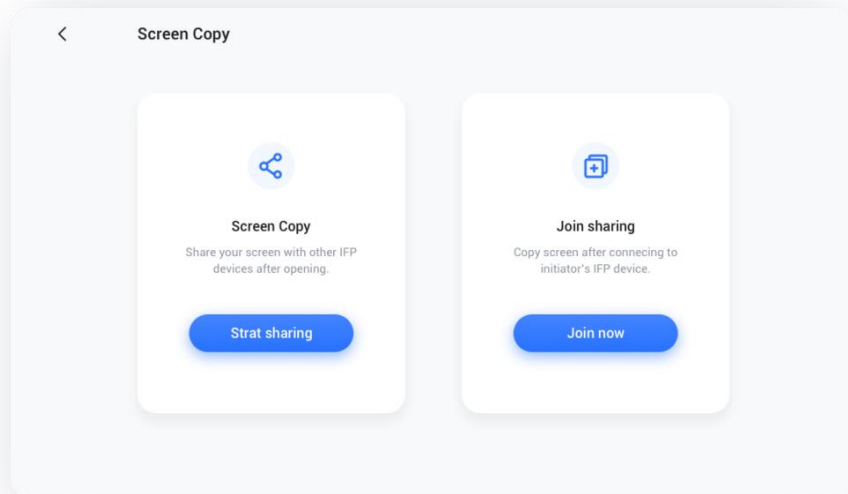 Screen Copy
Screen Copy
Share your screen with other IFP
devices after opening.
Strat sharing
Join sharing
Copy screen after connecing to
initiator's IFP device.
Join now